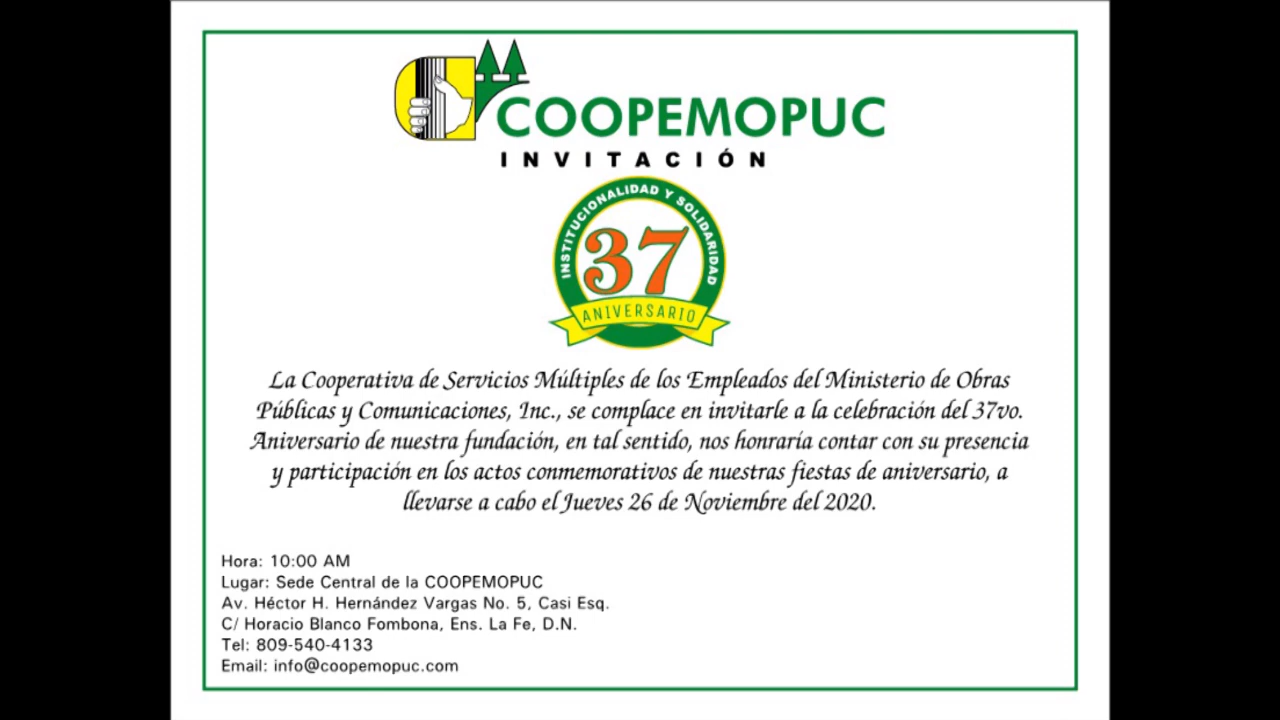 COOPEMOPUC
INVITACIÓN
INSTITUCIONALIDAD Y SOLIDARIDAD
37
ANIVERSARIO
La Cooperativa de Servicios Múltiples de los Empleados del Ministerio de Obras
Públicas y Comunicaciones, Inc., se complace en invitarle a la celebración del 37vo.
Aniversario de nuestra fundación, en tal sentido, nos honraría contar con su presencia
y participación en los actos conmemorativos de nuestras fiestas de aniversario, a
llevarse a cabo el Jueves 26 de Noviembre del 2020.
Hora: 10:00 AM
Lugar: Sede Central de la COOPEMOPUC
Av. Héctor H. Hernández Vargas No. 5, Casi Esq.
C/ Horacio Blanco Fombona, Ens. La Fe, D.N.
Tel: 809-540-4133
Email: info@coopemopuc.com